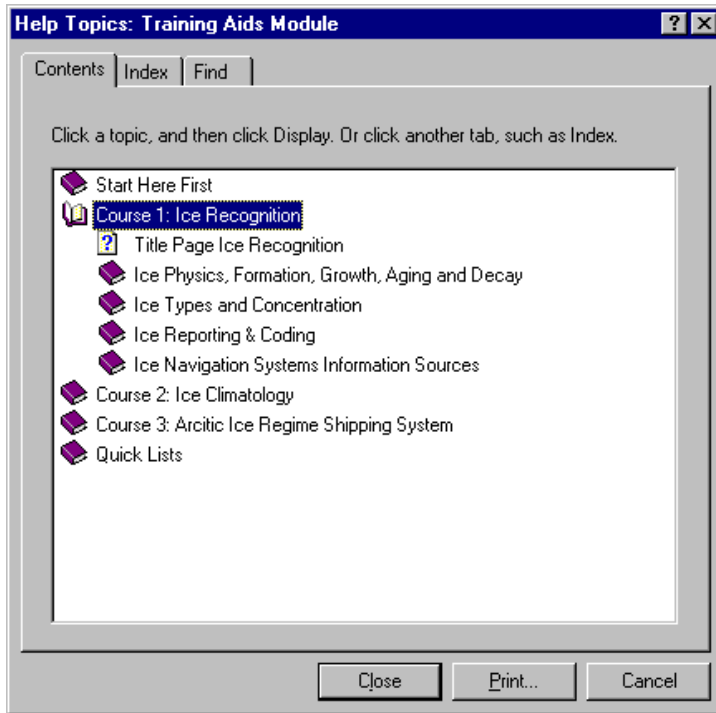 Help Topics: Training Aids Module
Contents Index Find
Click a topic, and then click Display. Or click another tab, such as Index.
Start Here First
Course 1: Ice Recognition
Title Page Ice Recognition
Ice Physics, Formation, Growth, Aging and Decay
Ice Types and Concentration
Ice Reporting & Coding
Ice Navigation Systems Information Sources
Course 2: Ice Climatology
Course 3: Arcitic Ice Regime Shipping System
Quick Lists
Close Print... Cancel